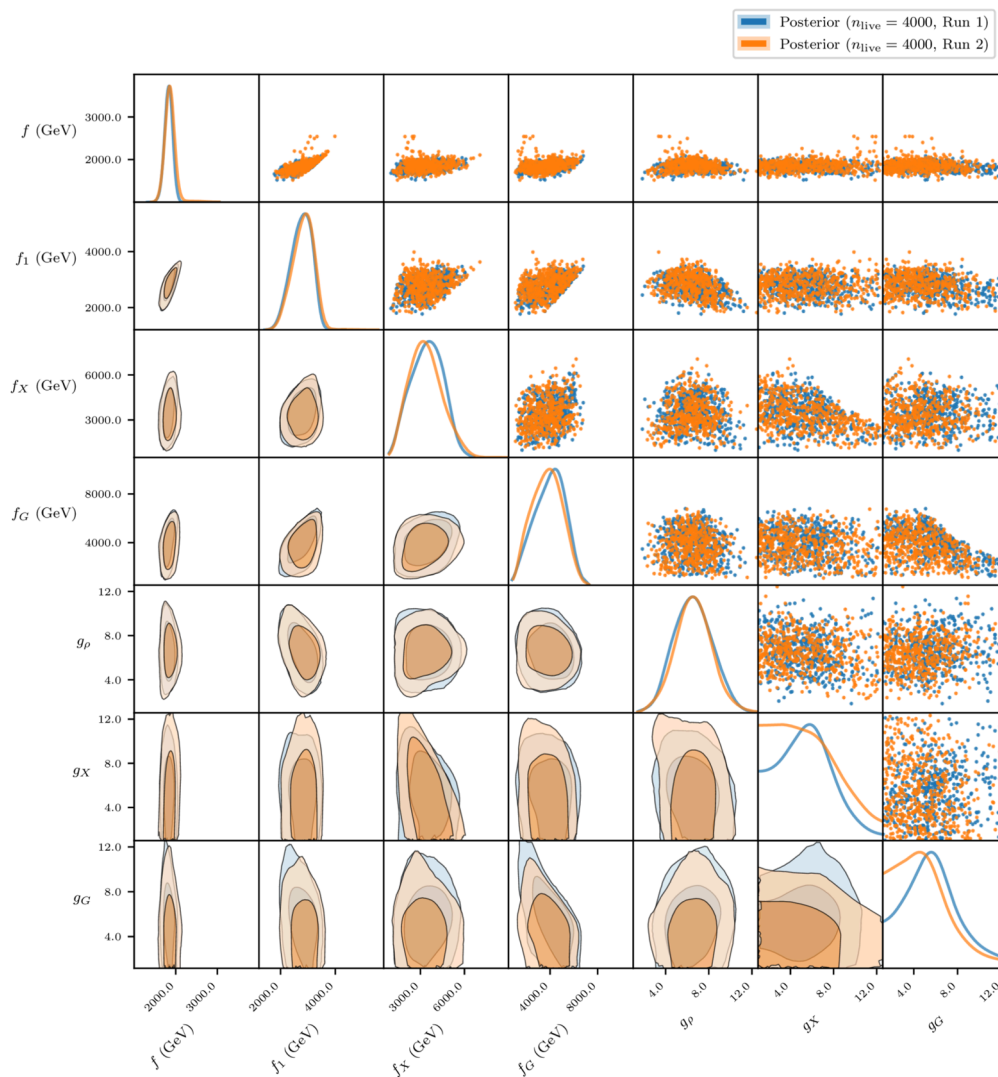 Posterior (n_live = 4000, Run 1)
Posterior (n_live = 4000, Run 2)
f (GeV)
3000.0
2000.0
f_1 (GeV)
4000.0
2000.0
f_X (GeV)
6000.0
3000.0
f_G (GeV)
8000.0
4000.0
g_ρ
12.0
8.0
4.0
g_X
12.0
8.0
4.0
g_G
12.0
8.0
4.0
2000.0 3000.0 2000.0 4000.0 3000.0 6000.0 4000.0 8000.0 4.0 8.0 12.0 4.0 8.0 12.0 4.0 8.0 12.0
f (GeV) f_1 (GeV) f_X (GeV) f_G (GeV) g_ρ g_X g_G